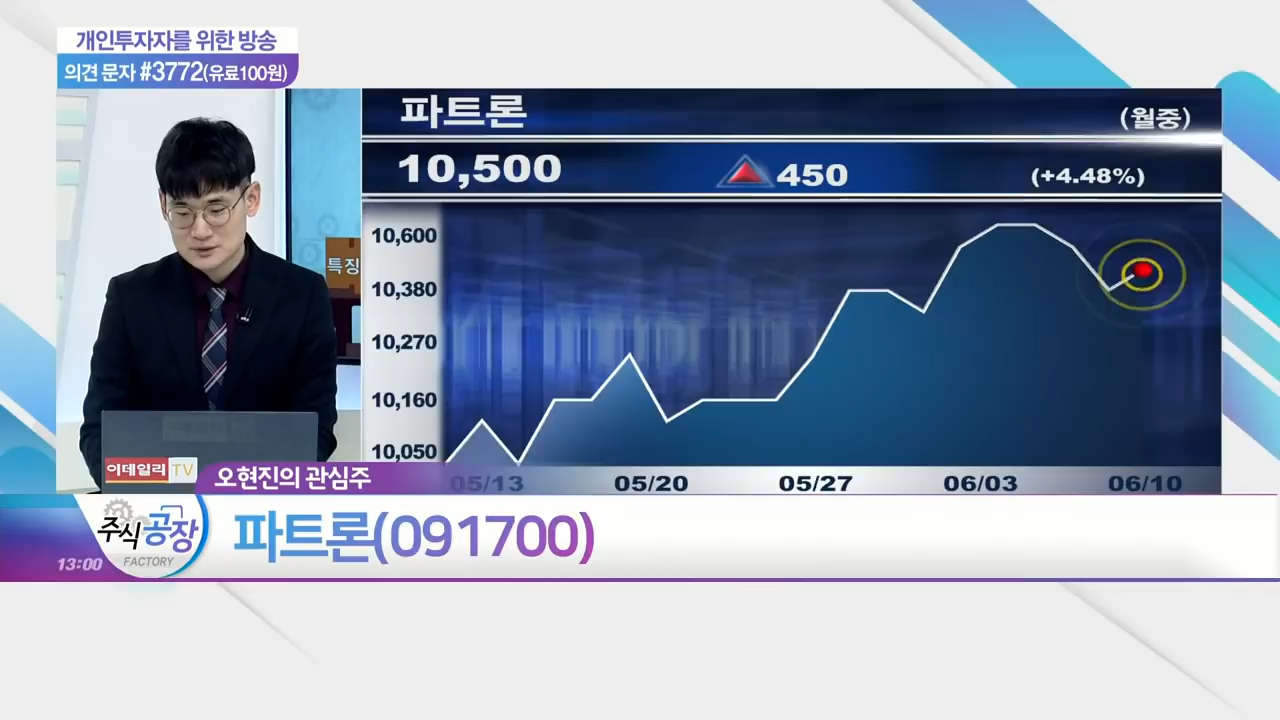 개인투자자를 위한 방송
의견 문자 #3772(유료100원)
파트론
(월중)
10,500
450
(+4.48%)
특징
10,600
10,380
10,270
10,160
10,050
05/13
05/20
05/27
06/03
06/10
이데일리 TV
오현진의 관심주
주식공장
FACTORY
13:00
파트론(091700)